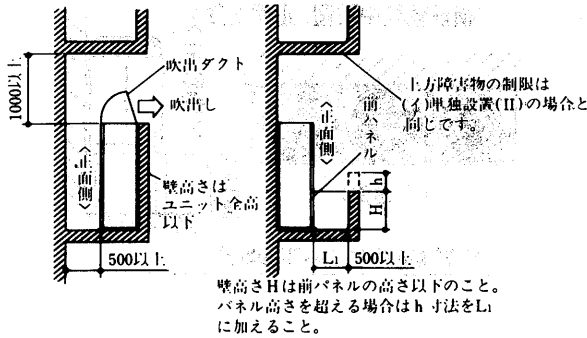 1000以上
吹出ダクト
吹出し
〈正面側〉
壁高さは
ユニット全高
以下
500以上
上方障害物の制限は
(イ)単独設置(II)の場合と
同じです。
〈正面側〉
前パネル
h
H
L₁
500以上
壁高さHは前パネルの高さ以下のこと。
パネル高さを超える場合はh寸法をL₁
に加えること。